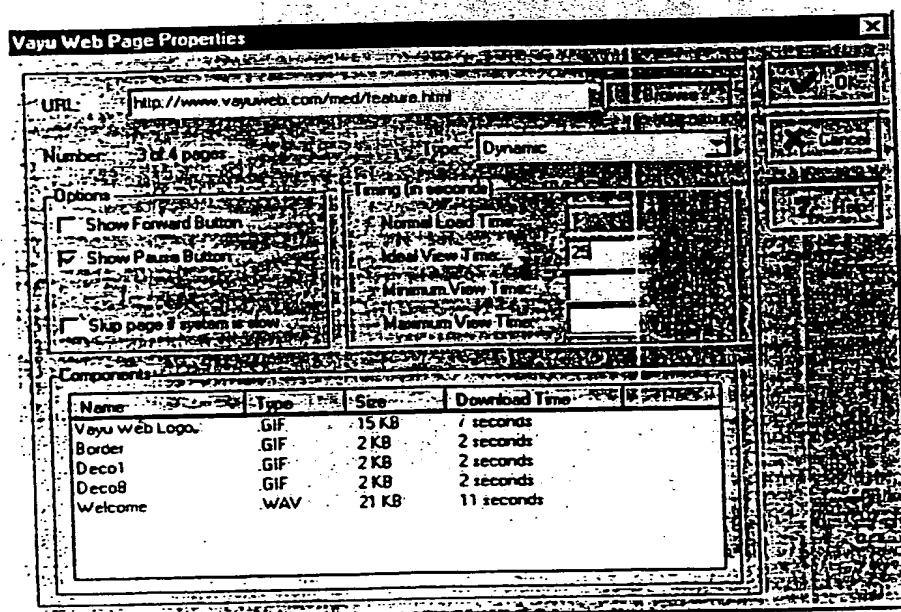 Vayu Web Page Properties
URL: http://www.vayuweb.com/med/feature.html Browse OK
Number: 3 of 4 pages Type: Dynamic Cancel
Options Timing (in seconds) Help
Show Forward Button Normal Load Time:
Show Pause Button Ideal View Time: 25
Minimum View Time:
Skip page if system is slow Maximum View Time:
Components
Name Type Size Download Time
Vayu Web Logo .GIF 15 KB 7 seconds
Border .GIF 2 KB 2 seconds
Deco1 .GIF 2 KB 2 seconds
Deco8 .GIF 2 KB 2 seconds
Welcome .WAV 21 KB 11 seconds